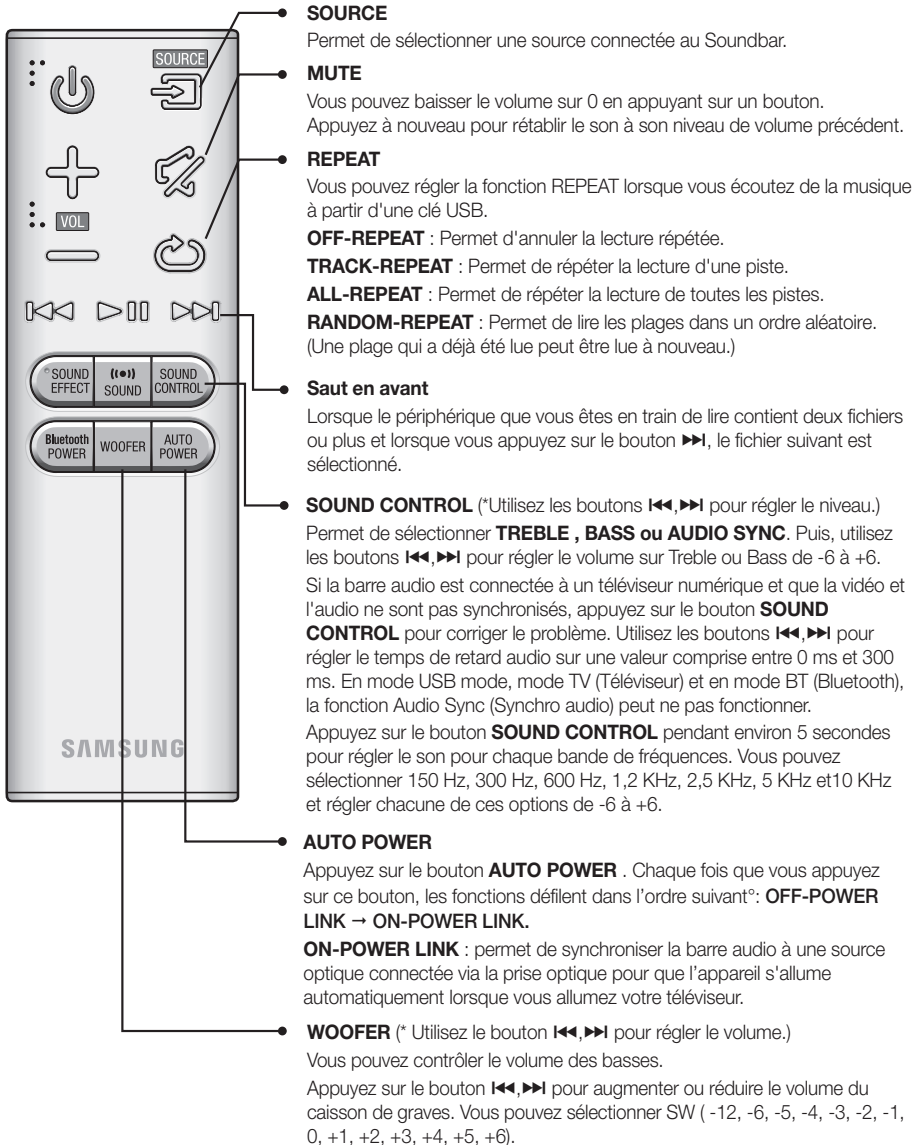 SOURCE
Permet de sélectionner une source connectée au Soundbar.
MUTE
Vous pouvez baisser le volume sur 0 en appuyant sur un bouton.
Appuyez à nouveau pour rétablir le son à son niveau de volume précédent.
REPEAT
Vous pouvez régler la fonction REPEAT lorsque vous écoutez de la musique
à partir d'une clé USB.
OFF-REPEAT : Permet d'annuler la lecture répétée.
TRACK-REPEAT : Permet de répéter la lecture d'une piste.
ALL-REPEAT : Permet de répéter la lecture de toutes les pistes.
RANDOM-REPEAT : Permet de lire les plages dans un ordre aléatoire.
(Une plage qui a déjà été lue peut être lue à nouveau.)
Saut en avant
Lorsque le périphérique que vous êtes en train de lire contient deux fichiers
ou plus et lorsque vous appuyez sur le bouton ⏭, le fichier suivant est
sélectionné.
SOUND CONTROL (*Utilisez les boutons ⏮,⏭ pour régler le niveau.)
Permet de sélectionner TREBLE , BASS ou AUDIO SYNC. Puis, utilisez
les boutons ⏮,⏭ pour régler le volume sur Treble ou Bass de -6 à +6.
Si la barre audio est connectée à un téléviseur numérique et que la vidéo et
l'audio ne sont pas synchronisés, appuyez sur le bouton SOUND
CONTROL pour corriger le problème. Utilisez les boutons ⏮,⏭ pour
régler le temps de retard audio sur une valeur comprise entre 0 ms et 300
ms. En mode USB mode, mode TV (Téléviseur) et en mode BT (Bluetooth),
la fonction Audio Sync (Synchro audio) peut ne pas fonctionner.
Appuyez sur le bouton SOUND CONTROL pendant environ 5 secondes
pour régler le son pour chaque bande de fréquences. Vous pouvez
sélectionner 150 Hz, 300 Hz, 600 Hz, 1,2 KHz, 2,5 KHz, 5 KHz et10 KHz
et régler chacune de ces options de -6 à +6.
AUTO POWER
Appuyez sur le bouton AUTO POWER . Chaque fois que vous appuyez
sur ce bouton, les fonctions défilent dans l’ordre suivant°: OFF-POWER
LINK → ON-POWER LINK.
ON-POWER LINK : permet de synchroniser la barre audio à une source
optique connectée via la prise optique pour que l’appareil s'allume
automatiquement lorsque vous allumez votre téléviseur.
WOOFER (* Utilisez le bouton ⏮,⏭ pour régler le volume.)
Vous pouvez contrôler le volume des basses.
Appuyez sur le bouton ⏮,⏭ pour augmenter ou réduire le volume du
caisson de graves. Vous pouvez sélectionner SW ( -12, -6, -5, -4, -3, -2, -1,
0, +1, +2, +3, +4, +5, +6).
SOURCE
VOL
SOUND
EFFECT
SOUND
SOUND
CONTROL
Bluetooth
POWER
WOOFER
AUTO
POWER
SAMSUNG